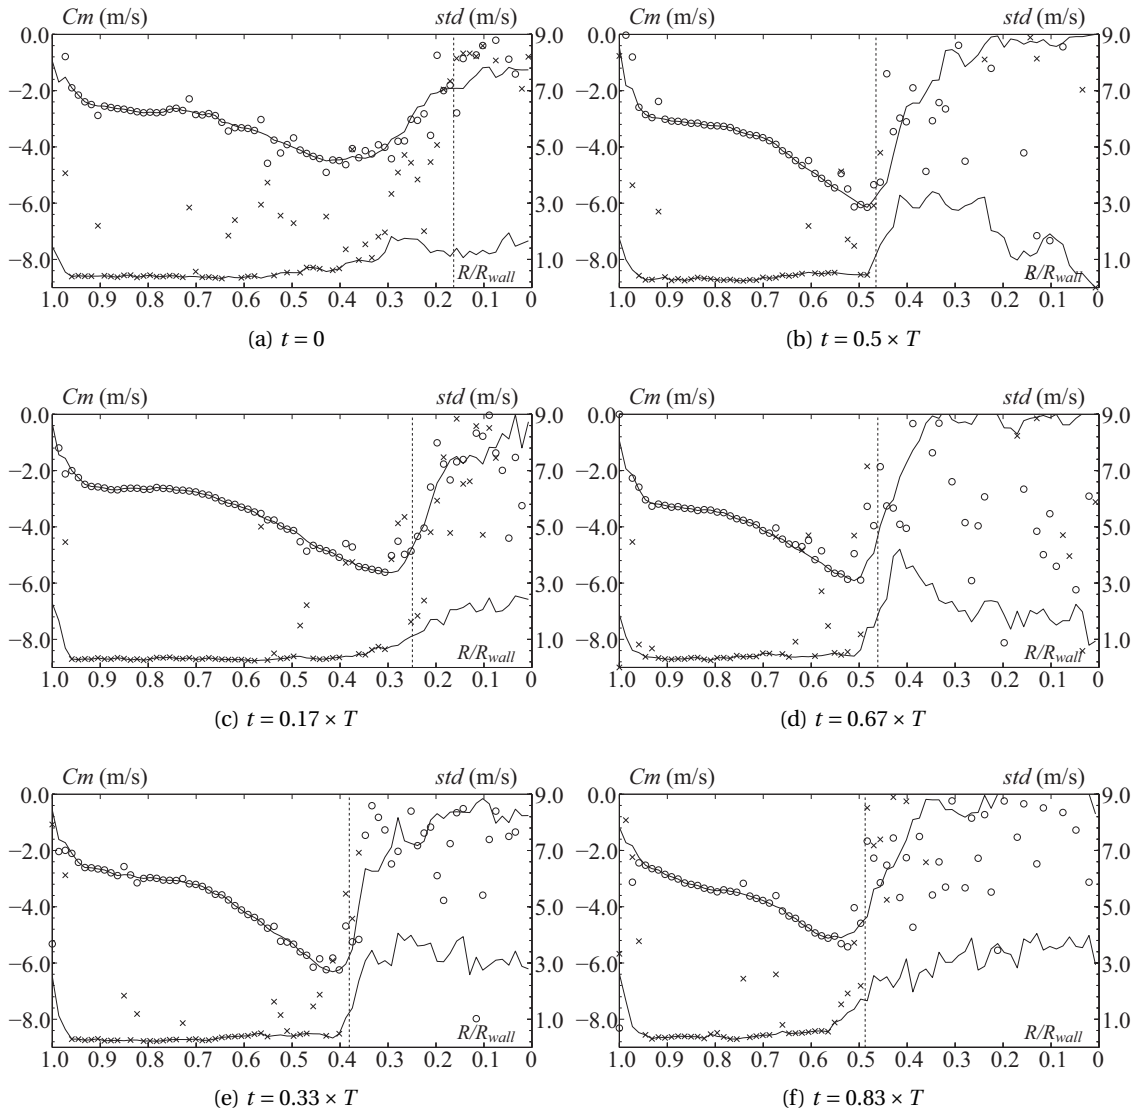 Cm (m/s) std (m/s) Cm (m/s) std (m/s)
0.0 9.0 0.0 9.0
−2.0 7.0 −2.0 7.0
−4.0 5.0 −4.0 5.0
−6.0 3.0 −6.0 3.0
−8.0 1.0 −8.0 1.0
R/Rwall R/Rwall
1.0 0.9 0.8 0.7 0.6 0.5 0.4 0.3 0.2 0.1 0 1.0 0.9 0.8 0.7 0.6 0.5 0.4 0.3 0.2 0.1 0
(a) t = 0 (b) t = 0.5 × T
Cm (m/s) std (m/s) Cm (m/s) std (m/s)
0.0 9.0 0.0 9.0
−2.0 7.0 −2.0 7.0
−4.0 5.0 −4.0 5.0
−6.0 3.0 −6.0 3.0
−8.0 1.0 −8.0 1.0
R/Rwall R/Rwall
1.0 0.9 0.8 0.7 0.6 0.5 0.4 0.3 0.2 0.1 0 1.0 0.9 0.8 0.7 0.6 0.5 0.4 0.3 0.2 0.1 0
(c) t = 0.17 × T (d) t = 0.67 × T
Cm (m/s) std (m/s) Cm (m/s) std (m/s)
0.0 9.0 0.0 9.0
−2.0 7.0 −2.0 7.0
−4.0 5.0 −4.0 5.0
−6.0 3.0 −6.0 3.0
−8.0 1.0 −8.0 1.0
R/Rwall R/Rwall
1.0 0.9 0.8 0.7 0.6 0.5 0.4 0.3 0.2 0.1 0 1.0 0.9 0.8 0.7 0.6 0.5 0.4 0.3 0.2 0.1 0
(e) t = 0.33 × T (f) t = 0.83 × T